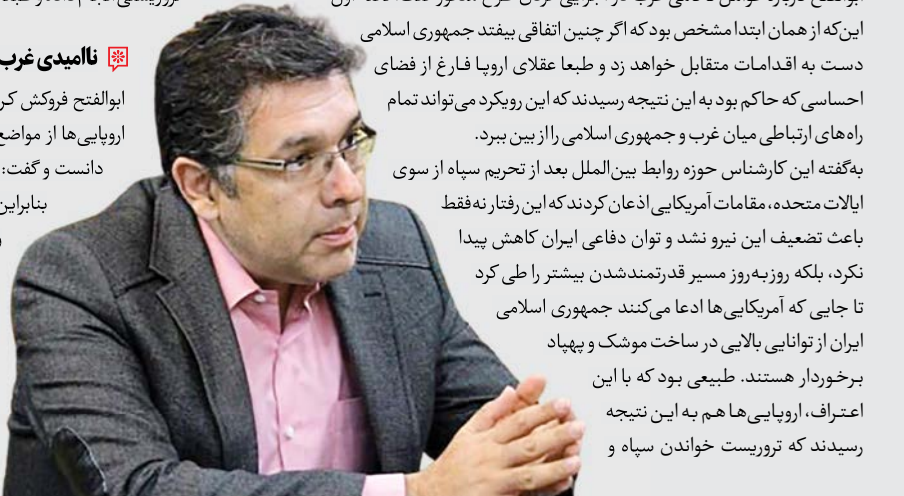 این‌که از همان ابتدا مشخص بود که اگر چنین اتفاقی بیفتد جمهوری اسلامی
دست به اقدامات متقابل خواهد زد و طبعا عقلای اروپا فارغ از فضای
احساسی که حاکم بود به این نتیجه رسیدند که این رویکرد می‌تواند تمام
راه‌های ارتباطی میان غرب و جمهوری اسلامی را از بین ببرد.
به‌گفته این کارشناس حوزه روابط بین‌الملل بعد از تحریم سپاه از سوی
ایالات متحده، مقامات آمریکایی اذعان کردند که این رفتار نه‌فقط
باعث تضعیف این نیرو نشد و توان دفاعی ایران کاهش پیدا
نکرد، بلکه روزبه‌روز مسیر قدرتمندشدن بیشتر را طی کرد
تا جایی که آمریکایی‌ها ادعا می‌کنند جمهوری اسلامی
ایران از توانایی بالایی در ساخت موشک و پهپاد
برخوردار هستند. طبیعی بود که با این
اعتراف، اروپایی‌ها هم به این نتیجه
رسیدند که تروریست خواندن سپاه و
ناامیدی غرب
ابوالفتح فروکش کر
اروپایی‌ها از مواضع
دانست و گفت:
بنابراین